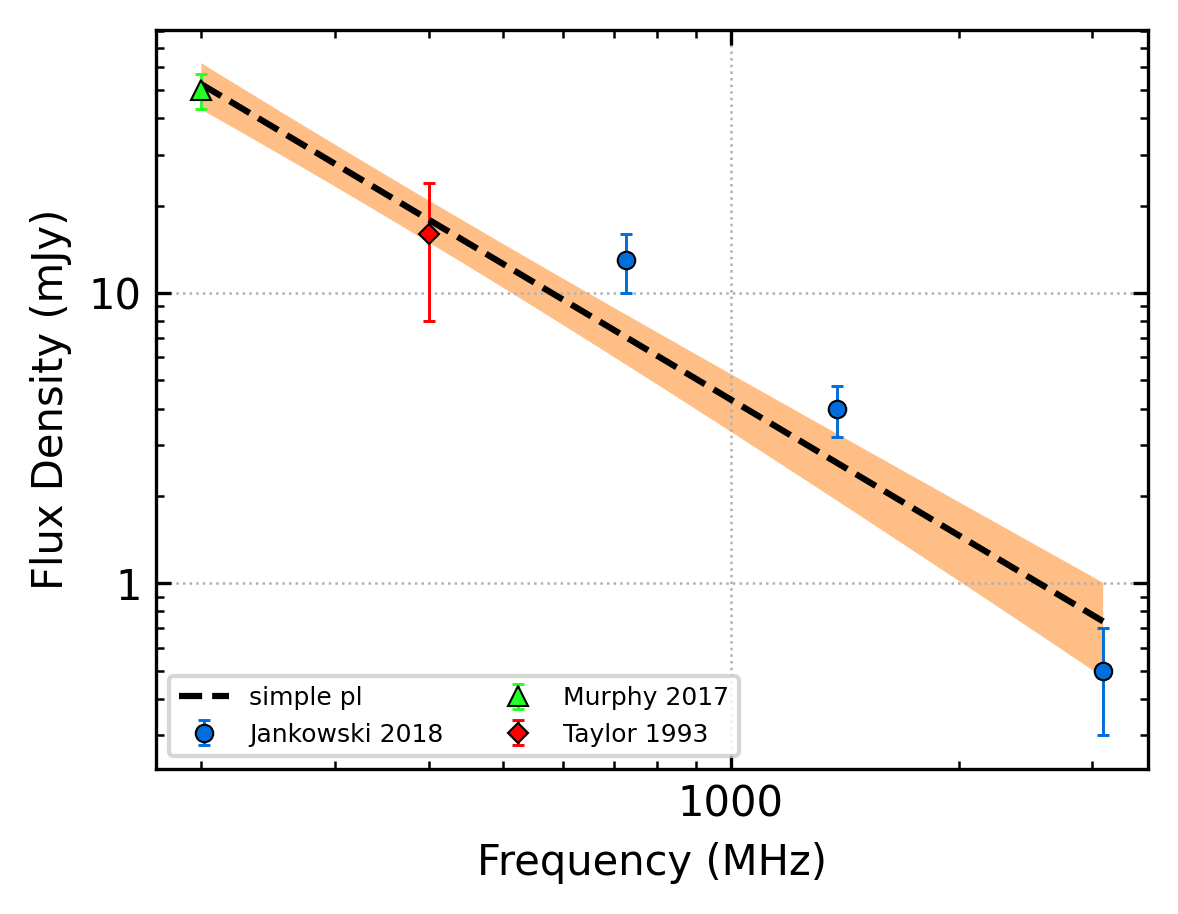 Flux Density (mJy)
10
1
simple pl
Jankowski 2018
Murphy 2017
Taylor 1993
1000
Frequency (MHz)